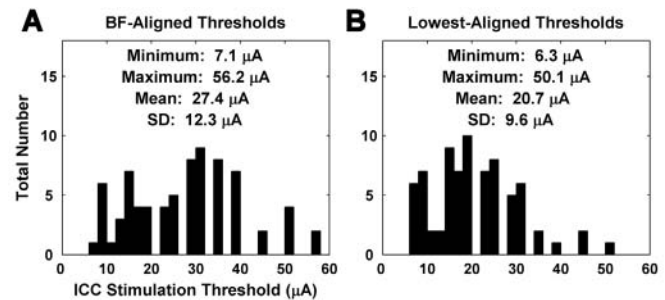 A
BF-Aligned Thresholds
Minimum: 7.1 µA
Maximum: 56.2 µA
Mean: 27.4 µA
SD: 12.3 µA
Total Number
15
10
5
0
0 10 20 30 40 50 60
ICC Stimulation Threshold (µA)
B
Lowest-Aligned Thresholds
Minimum: 6.3 µA
Maximum: 50.1 µA
Mean: 20.7 µA
SD: 9.6 µA
15
10
5
0
0 10 20 30 40 50 60